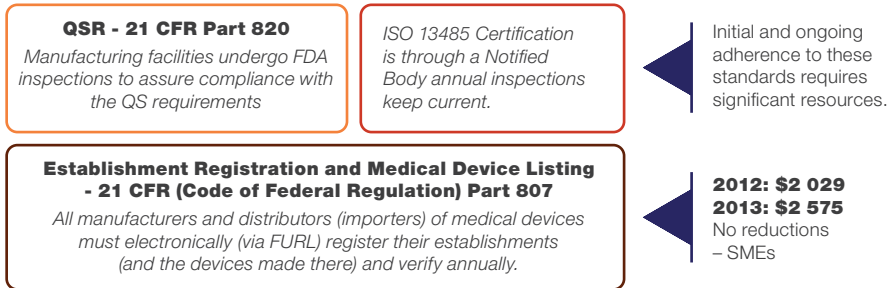 QSR - 21 CFR Part 820
Manufacturing facilities undergo FDA
inspections to assure compliance with
the QS requirements
ISO 13485 Certification
is through a Notified
Body annual inspections
keep current.
Initial and ongoing
adherence to these
standards requires
significant resources.
Establishment Registration and Medical Device Listing
- 21 CFR (Code of Federal Regulation) Part 807
All manufacturers and distributors (importers) of medical devices
must electronically (via FURL) register their establishments
(and the devices made there) and verify annually.
2012: $2 029
2013: $2 575
No reductions
– SMEs